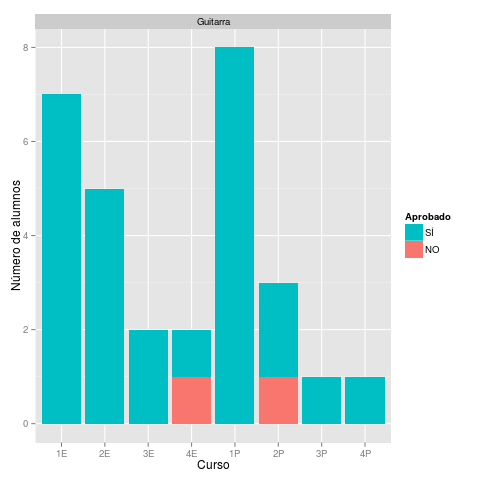 Guitarra
Número de alumnos
8
6
4
2
0
1E 2E 3E 4E 1P 2P 3P 4P
Curso
Aprobado
SÍ
NO